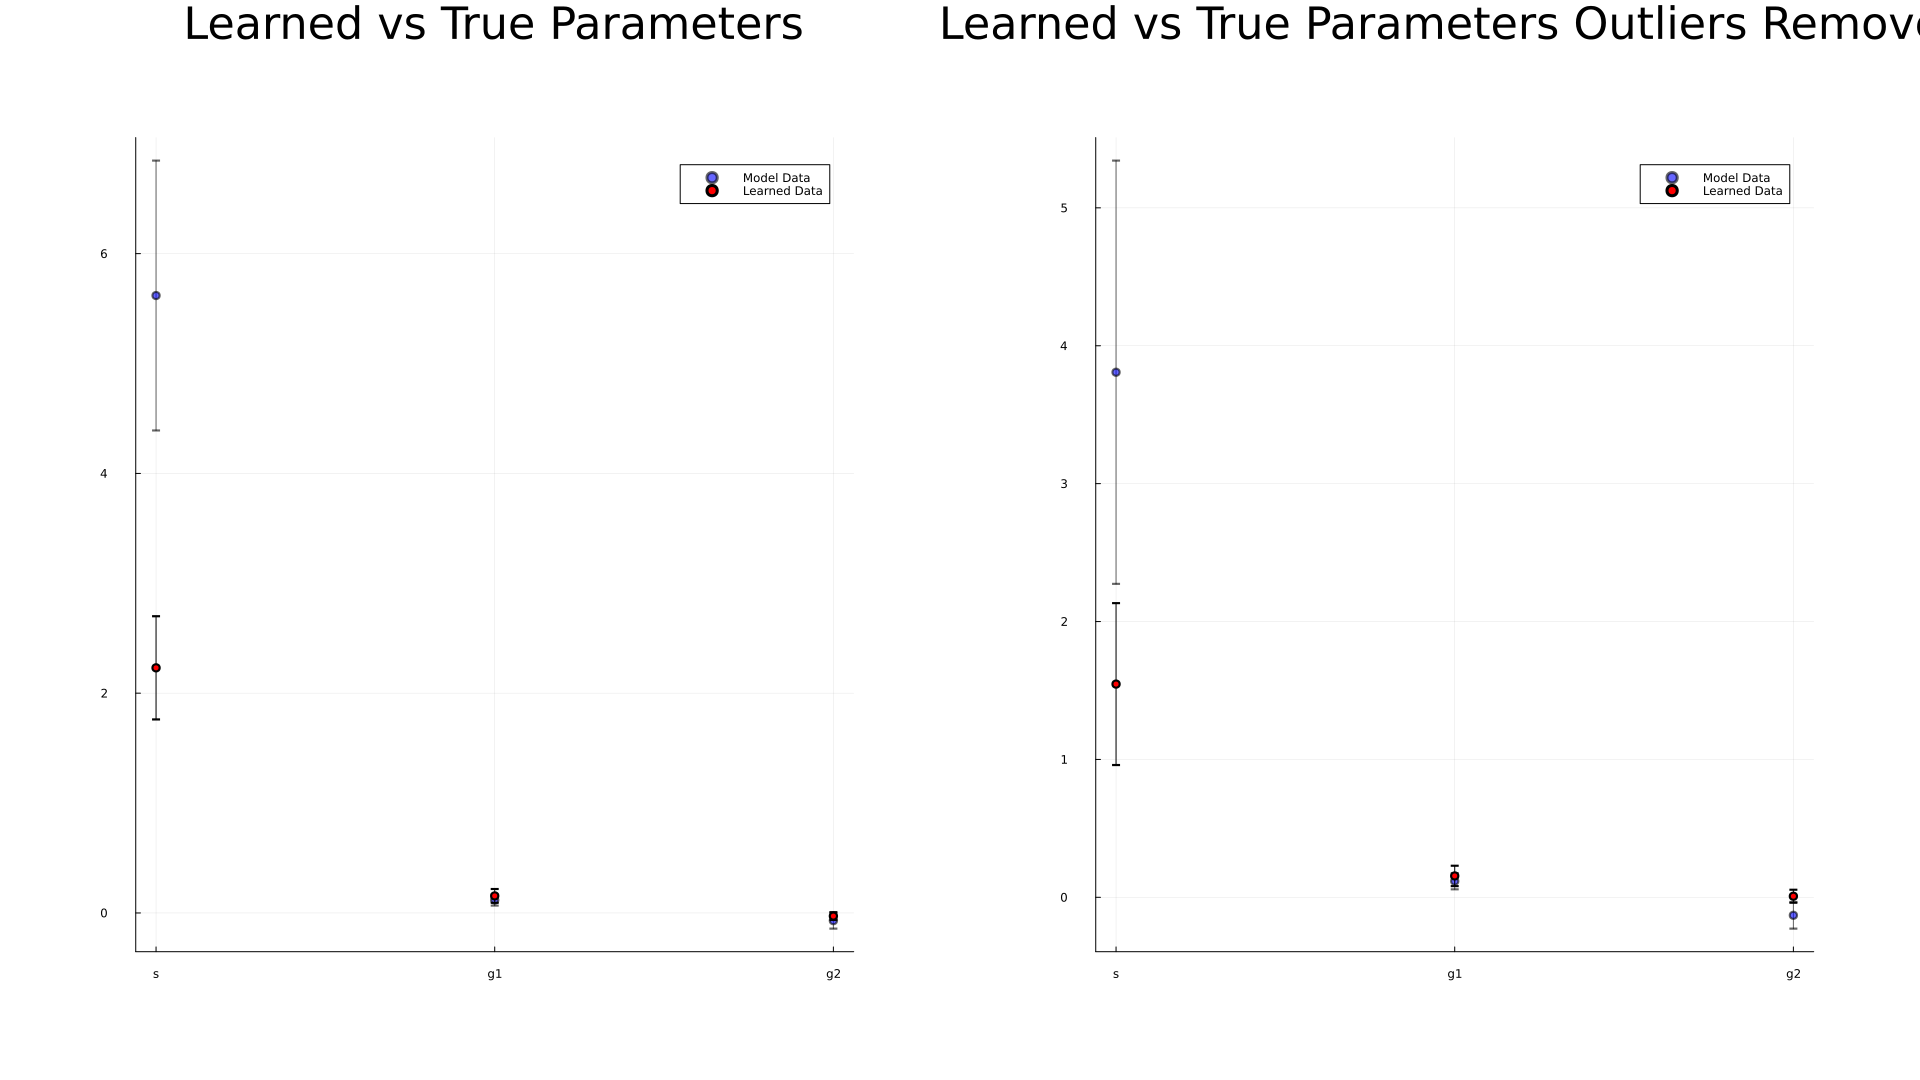 Learned vs True Parameters
Model Data
Learned Data
6
4
2
0
s g1 g2
Learned vs True Parameters Outliers Remov
Model Data
Learned Data
5
4
3
2
1
0
s g1 g2